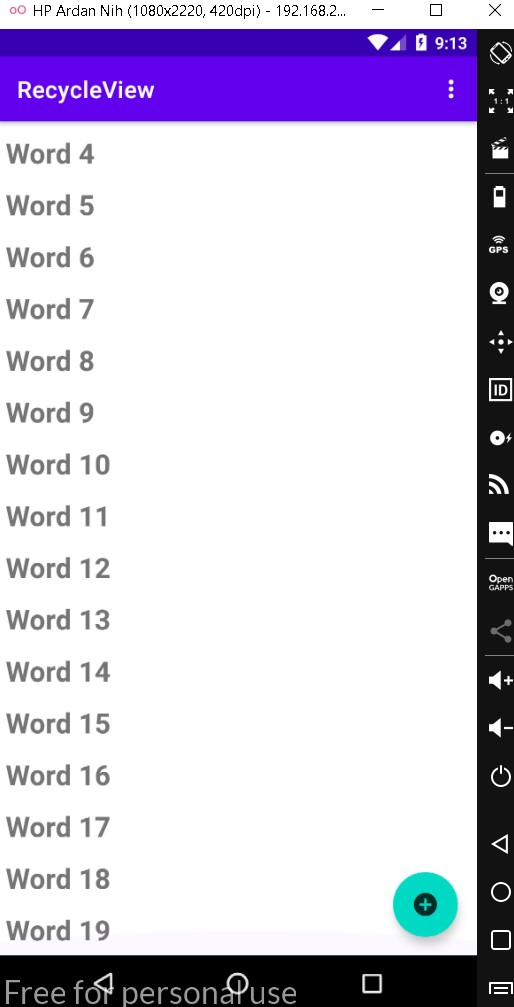 HP Ardan Nih (1080x2220, 420dpi) - 192.168.2...
9:13
RecycleView
1:1
Word 4
Word 5
GPS
Word 6
Word 7
Word 8
ID
Word 9
Word 10
Word 11
Word 12
Open
GAPPS
Word 13
Word 14
Word 15
Word 16
Word 17
Word 18
Word 19
Free for personal use